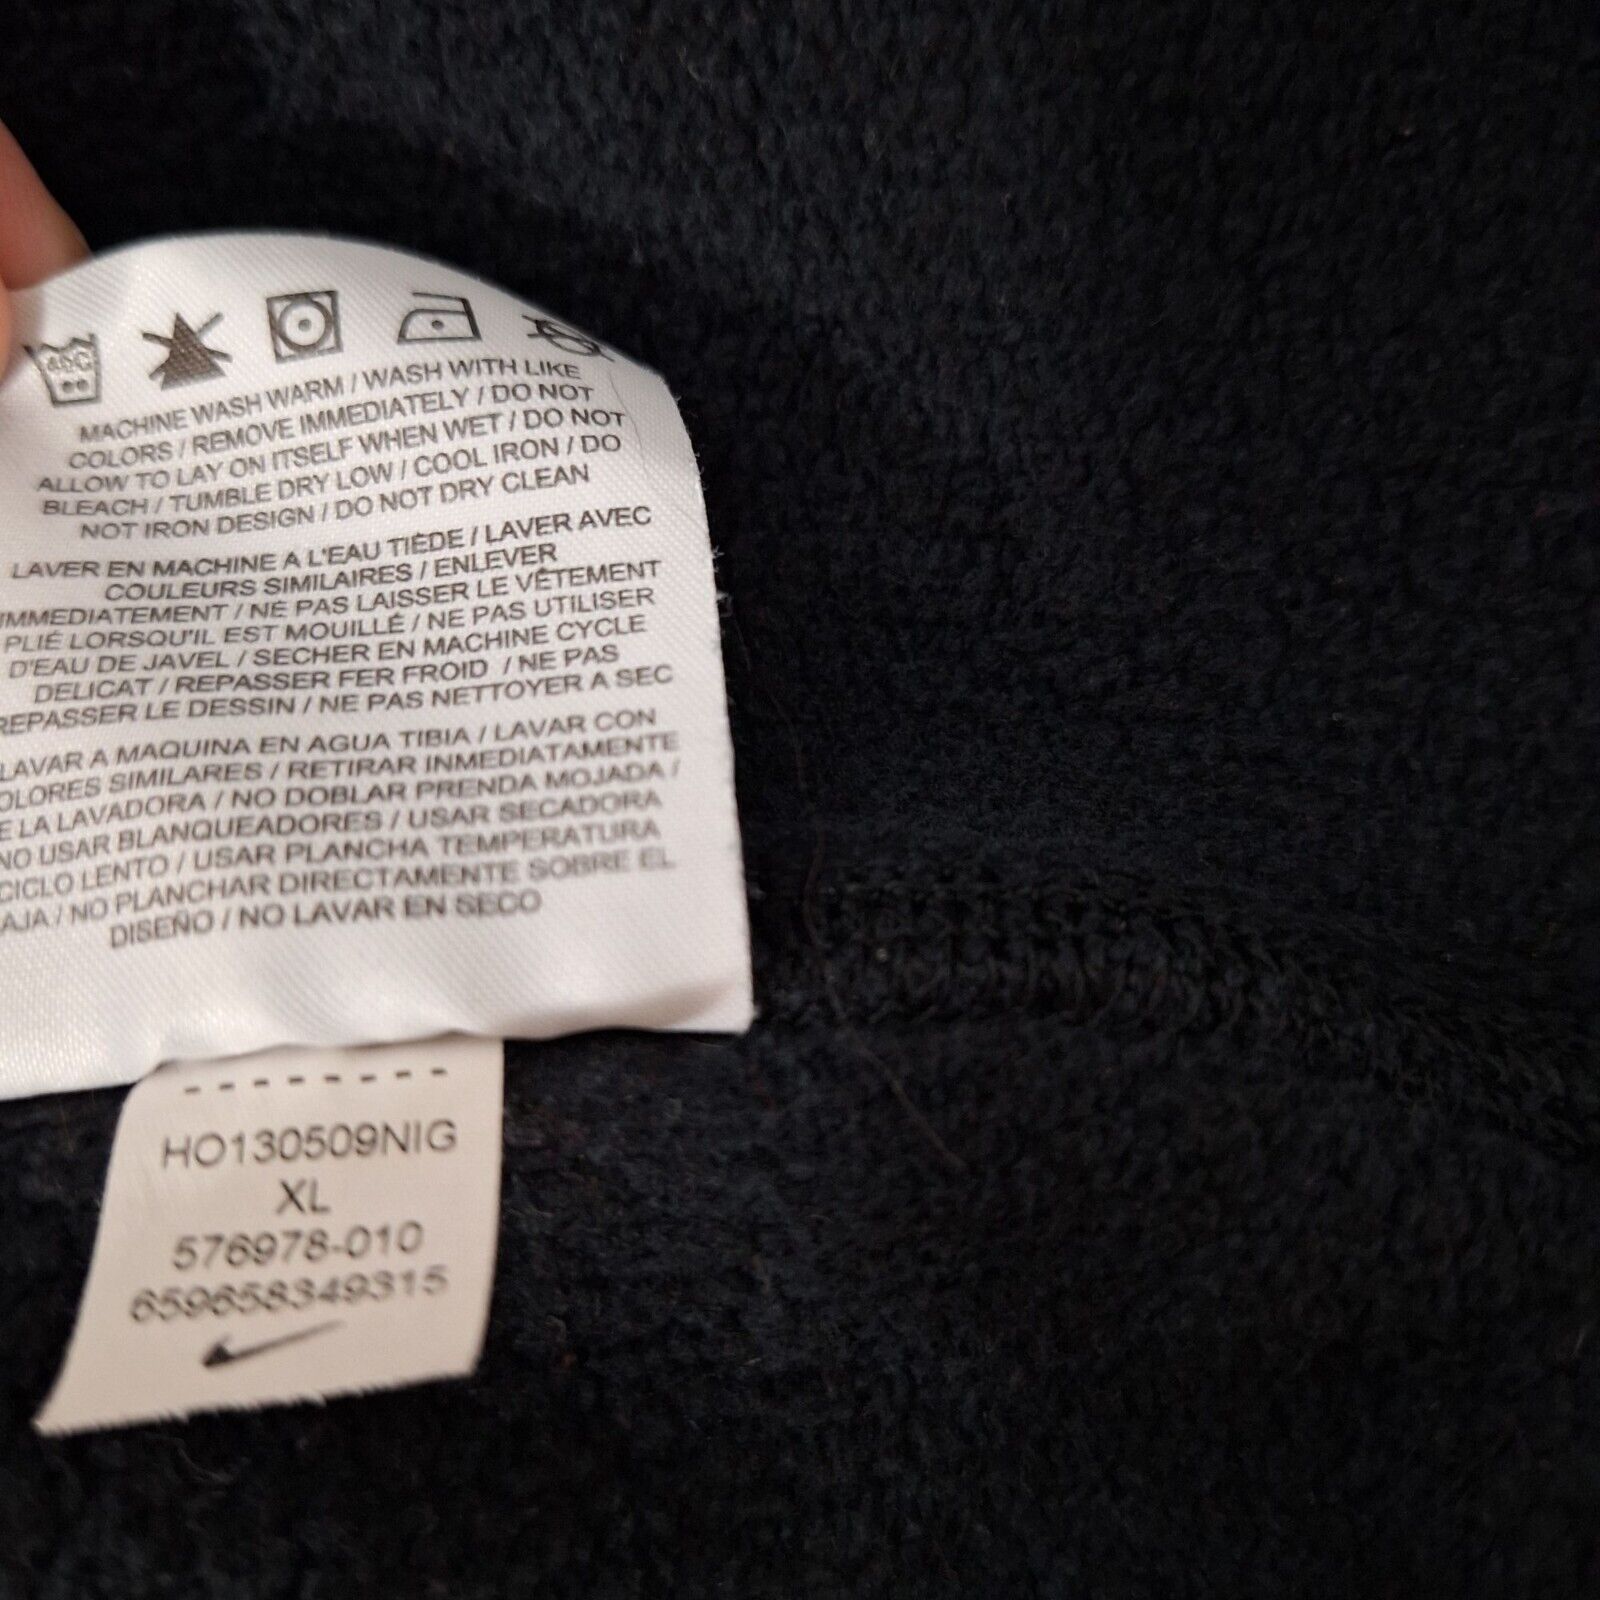 40C
MACHINE WASH WARM / WASH WITH LIKE
COLORS / REMOVE IMMEDIATELY / DO NOT
ALLOW TO LAY ON ITSELF WHEN WET / DO NOT
BLEACH / TUMBLE DRY LOW / COOL IRON / DO
NOT IRON DESIGN / DO NOT DRY CLEAN
LAVER EN MACHINE A L'EAU TIÈDE / LAVER AVEC
COULEURS SIMILAIRES / ENLEVER
IMMEDIATEMENT / NE PAS LAISSER LE VÊTEMENT
PLIÉ LORSQU'IL EST MOUILLÉ / NE PAS UTILISER
D'EAU DE JAVEL / SECHER EN MACHINE CYCLE
DELICAT / REPASSER FER FROID / NE PAS
REPASSER LE DESSIN / NE PAS NETTOYER A SEC
LAVAR A MAQUINA EN AGUA TIBIA / LAVAR CON
OLORES SIMILARES / RETIRAR INMEDIATAMENTE
E LA LAVADORA / NO DOBLAR PRENDA MOJADA /
NO USAR BLANQUEADORES / USAR SECADORA
CICLO LENTO / USAR PLANCHA TEMPERATURA
AJA / NO PLANCHAR DIRECTAMENTE SOBRE EL
DISEÑO / NO LAVAR EN SECO
HO130509NIG
XL
576978-010
659658349315